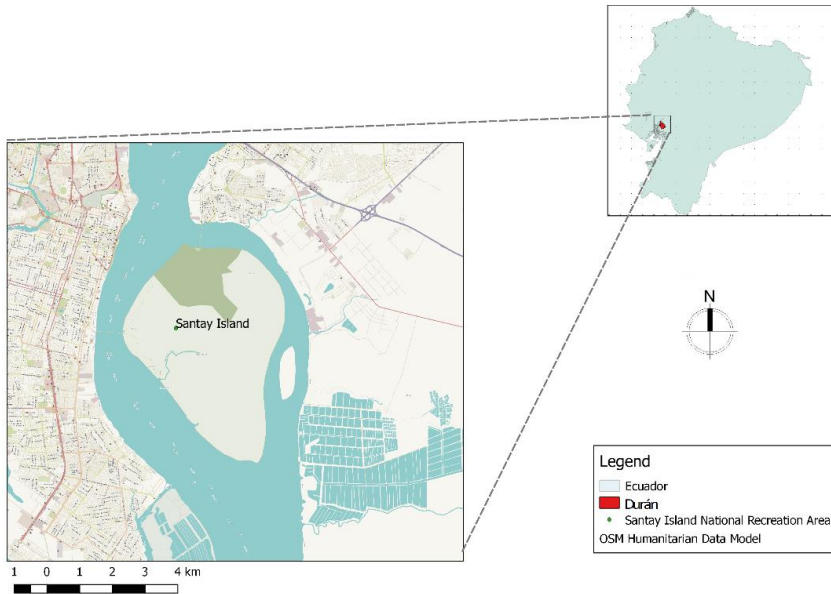 Santay Island
N
Legend
Ecuador
Durán
Santay Island National Recreation Area
OSM Humanitarian Data Model
1 0 1 2 3 4 km